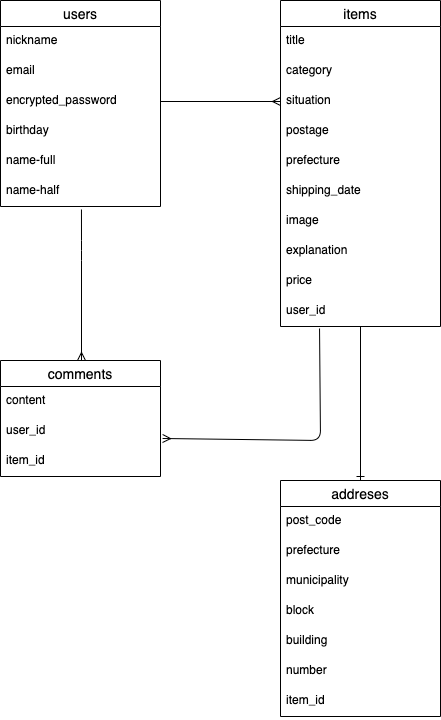 users
nickname
email
encrypted_password
birthday
name-full
name-half
items
title
category
situation
postage
prefecture
shipping_date
image
explanation
price
user_id
comments
content
user_id
item_id
addreses
post_code
prefecture
municipality
block
building
number
item_id